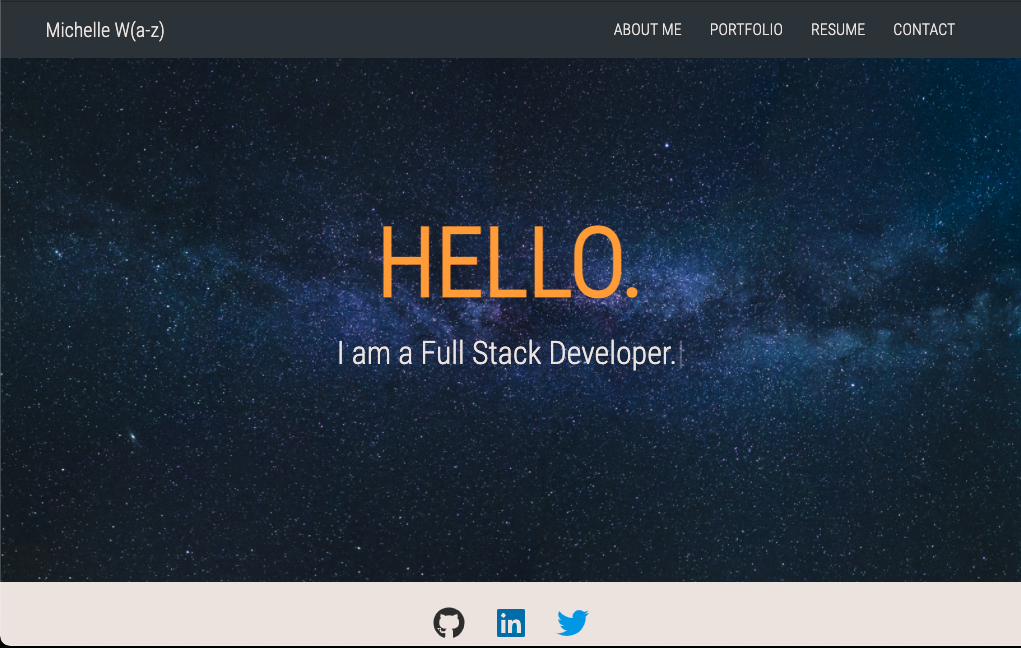 Michelle W(a-z)
ABOUT ME PORTFOLIO RESUME CONTACT
HELLO.
I am a Full Stack Developer.
in